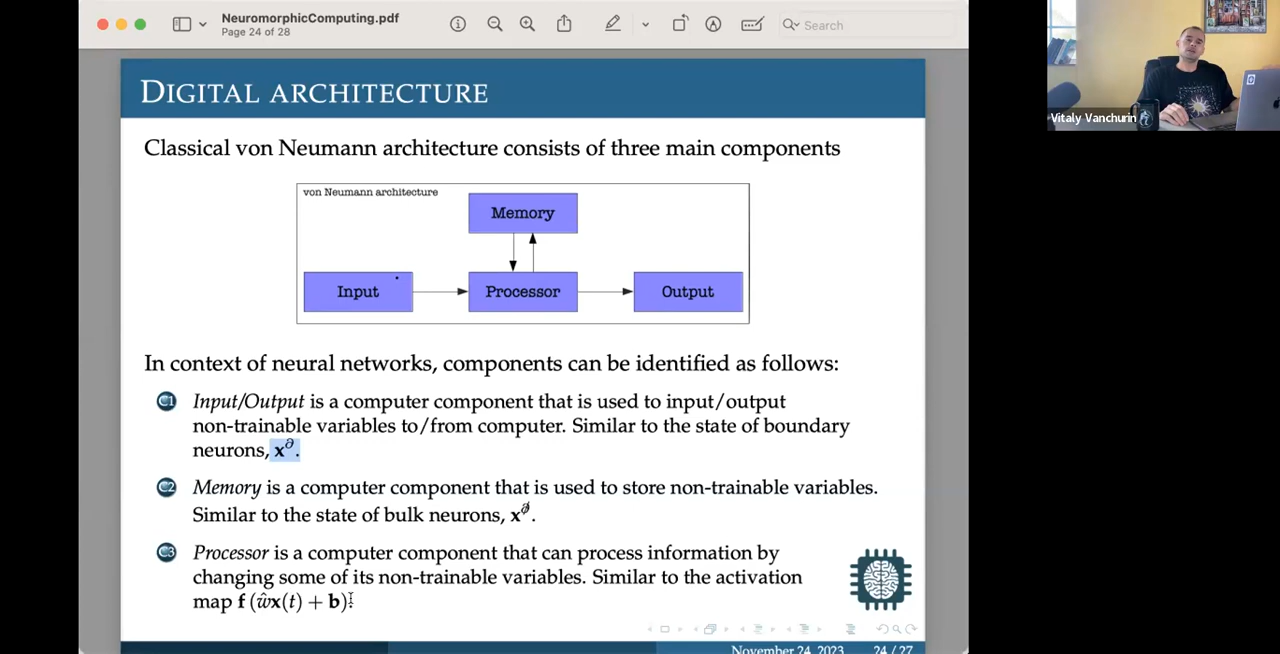 NeuromorphicComputing.pdf
Page 24 of 28
Search
DIGITAL ARCHITECTURE
Classical von Neumann architecture consists of three main components
von Neumann architecture
Memory
Input
Processor
Output
In context of neural networks, components can be identified as follows:
C1 Input/Output is a computer component that is used to input/output
non-trainable variables to/from computer. Similar to the state of boundary
neurons, x^∂.
C2 Memory is a computer component that is used to store non-trainable variables.
Similar to the state of bulk neurons, x^∂̸.
C3 Processor is a computer component that can process information by
changing some of its non-trainable variables. Similar to the activation
map f (ŵx(t) + b).
November 24, 2023 24 / 27
Vitaly Vanchurin